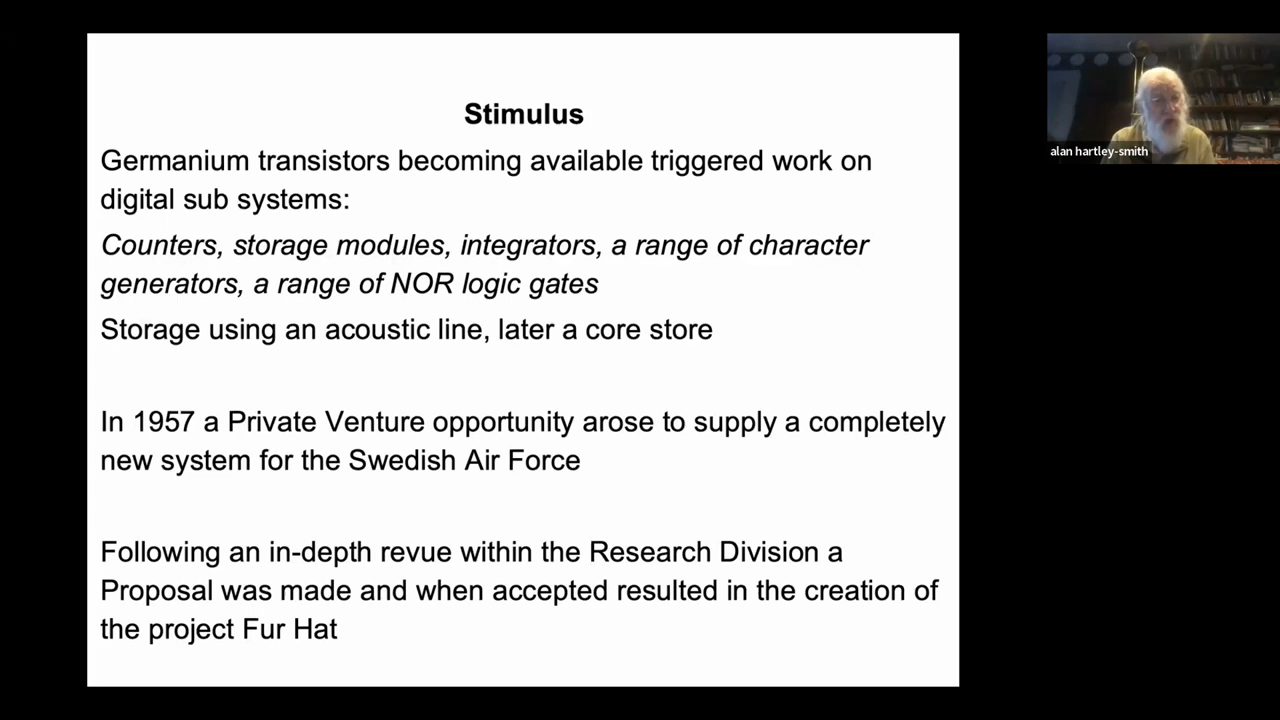 Stimulus
Germanium transistors becoming available triggered work on
digital sub systems:
Counters, storage modules, integrators, a range of character
generators, a range of NOR logic gates
Storage using an acoustic line, later a core store
In 1957 a Private Venture opportunity arose to supply a completely
new system for the Swedish Air Force
Following an in-depth revue within the Research Division a
Proposal was made and when accepted resulted in the creation of
the project Fur Hat
alan hartley-smith